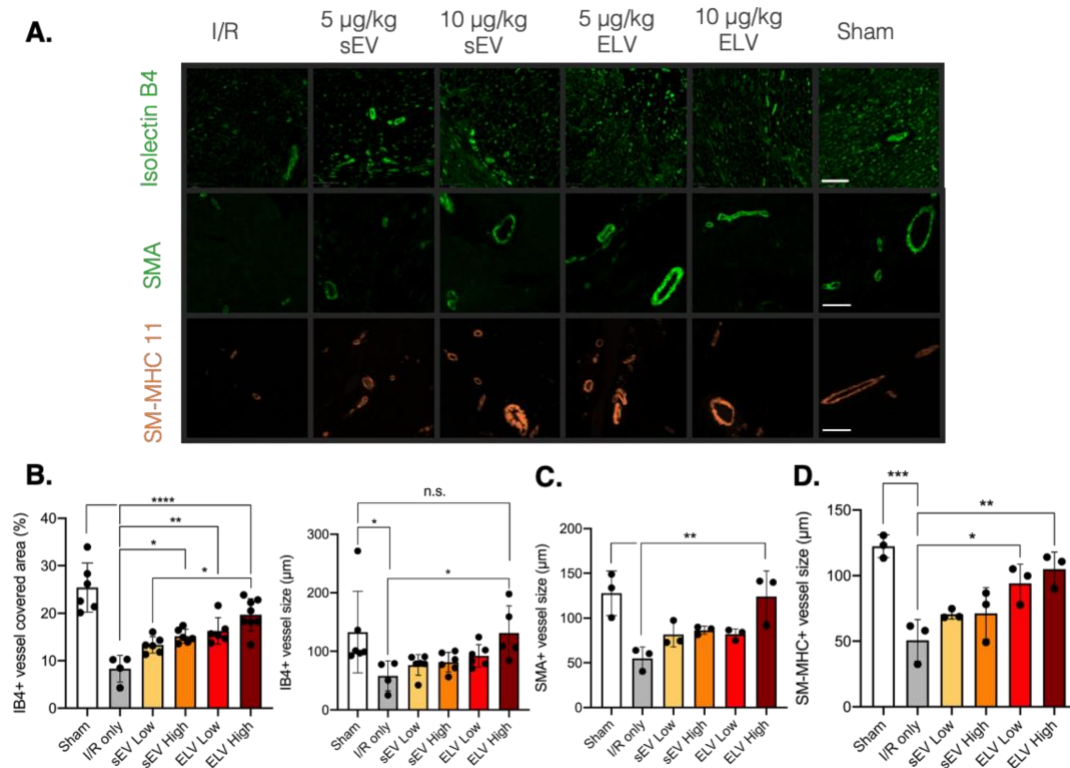 A.
I/R
5 µg/kg
sEV
10 µg/kg
sEV
5 µg/kg
ELV
10 µg/kg
ELV
Sham
Isolectin B4
SMA
SM-MHC 11
B.
IB4+ vessel covered area (%)
40
30
20
10
0
****
**
*
*
Sham
I/R only
sEV Low
sEV High
ELV Low
ELV High
IB4+ vessel size (µm)
300
200
100
0
n.s.
*
*
Sham
I/R only
sEV Low
sEV High
ELV Low
ELV High
C.
SMA+ vessel size (µm)
200
150
100
50
0
**
Sham
I/R only
sEV Low
sEV High
ELV Low
ELV High
D.
SM-MHC+ vessel size (µm)
150
100
50
0
***
**
*
Sham
I/R only
sEV Low
sEV High
ELV Low
ELV High